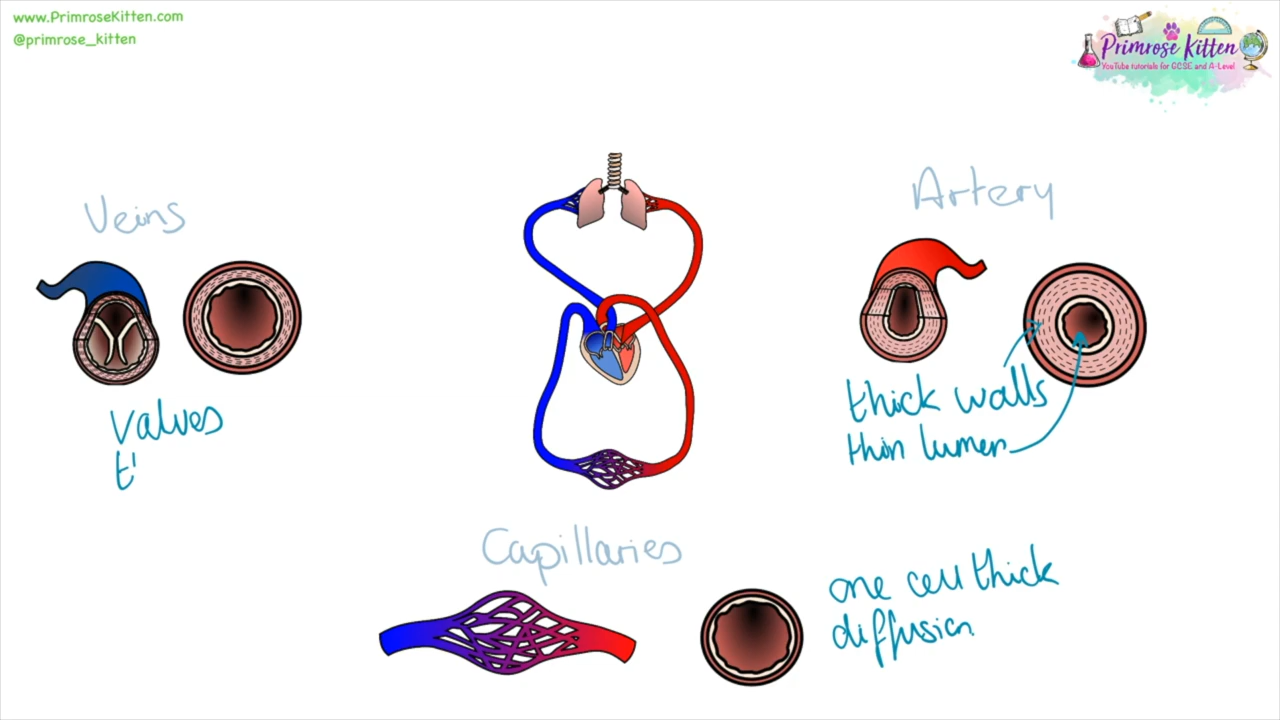 www.PrimroseKitten.com
@primrose_kitten
Primrose Kitten
YouTube tutorials for GCSE and A-Level
Veins
Artery
valves
thick walls
thin lumen
Capillaries
one cell thick
diffusion